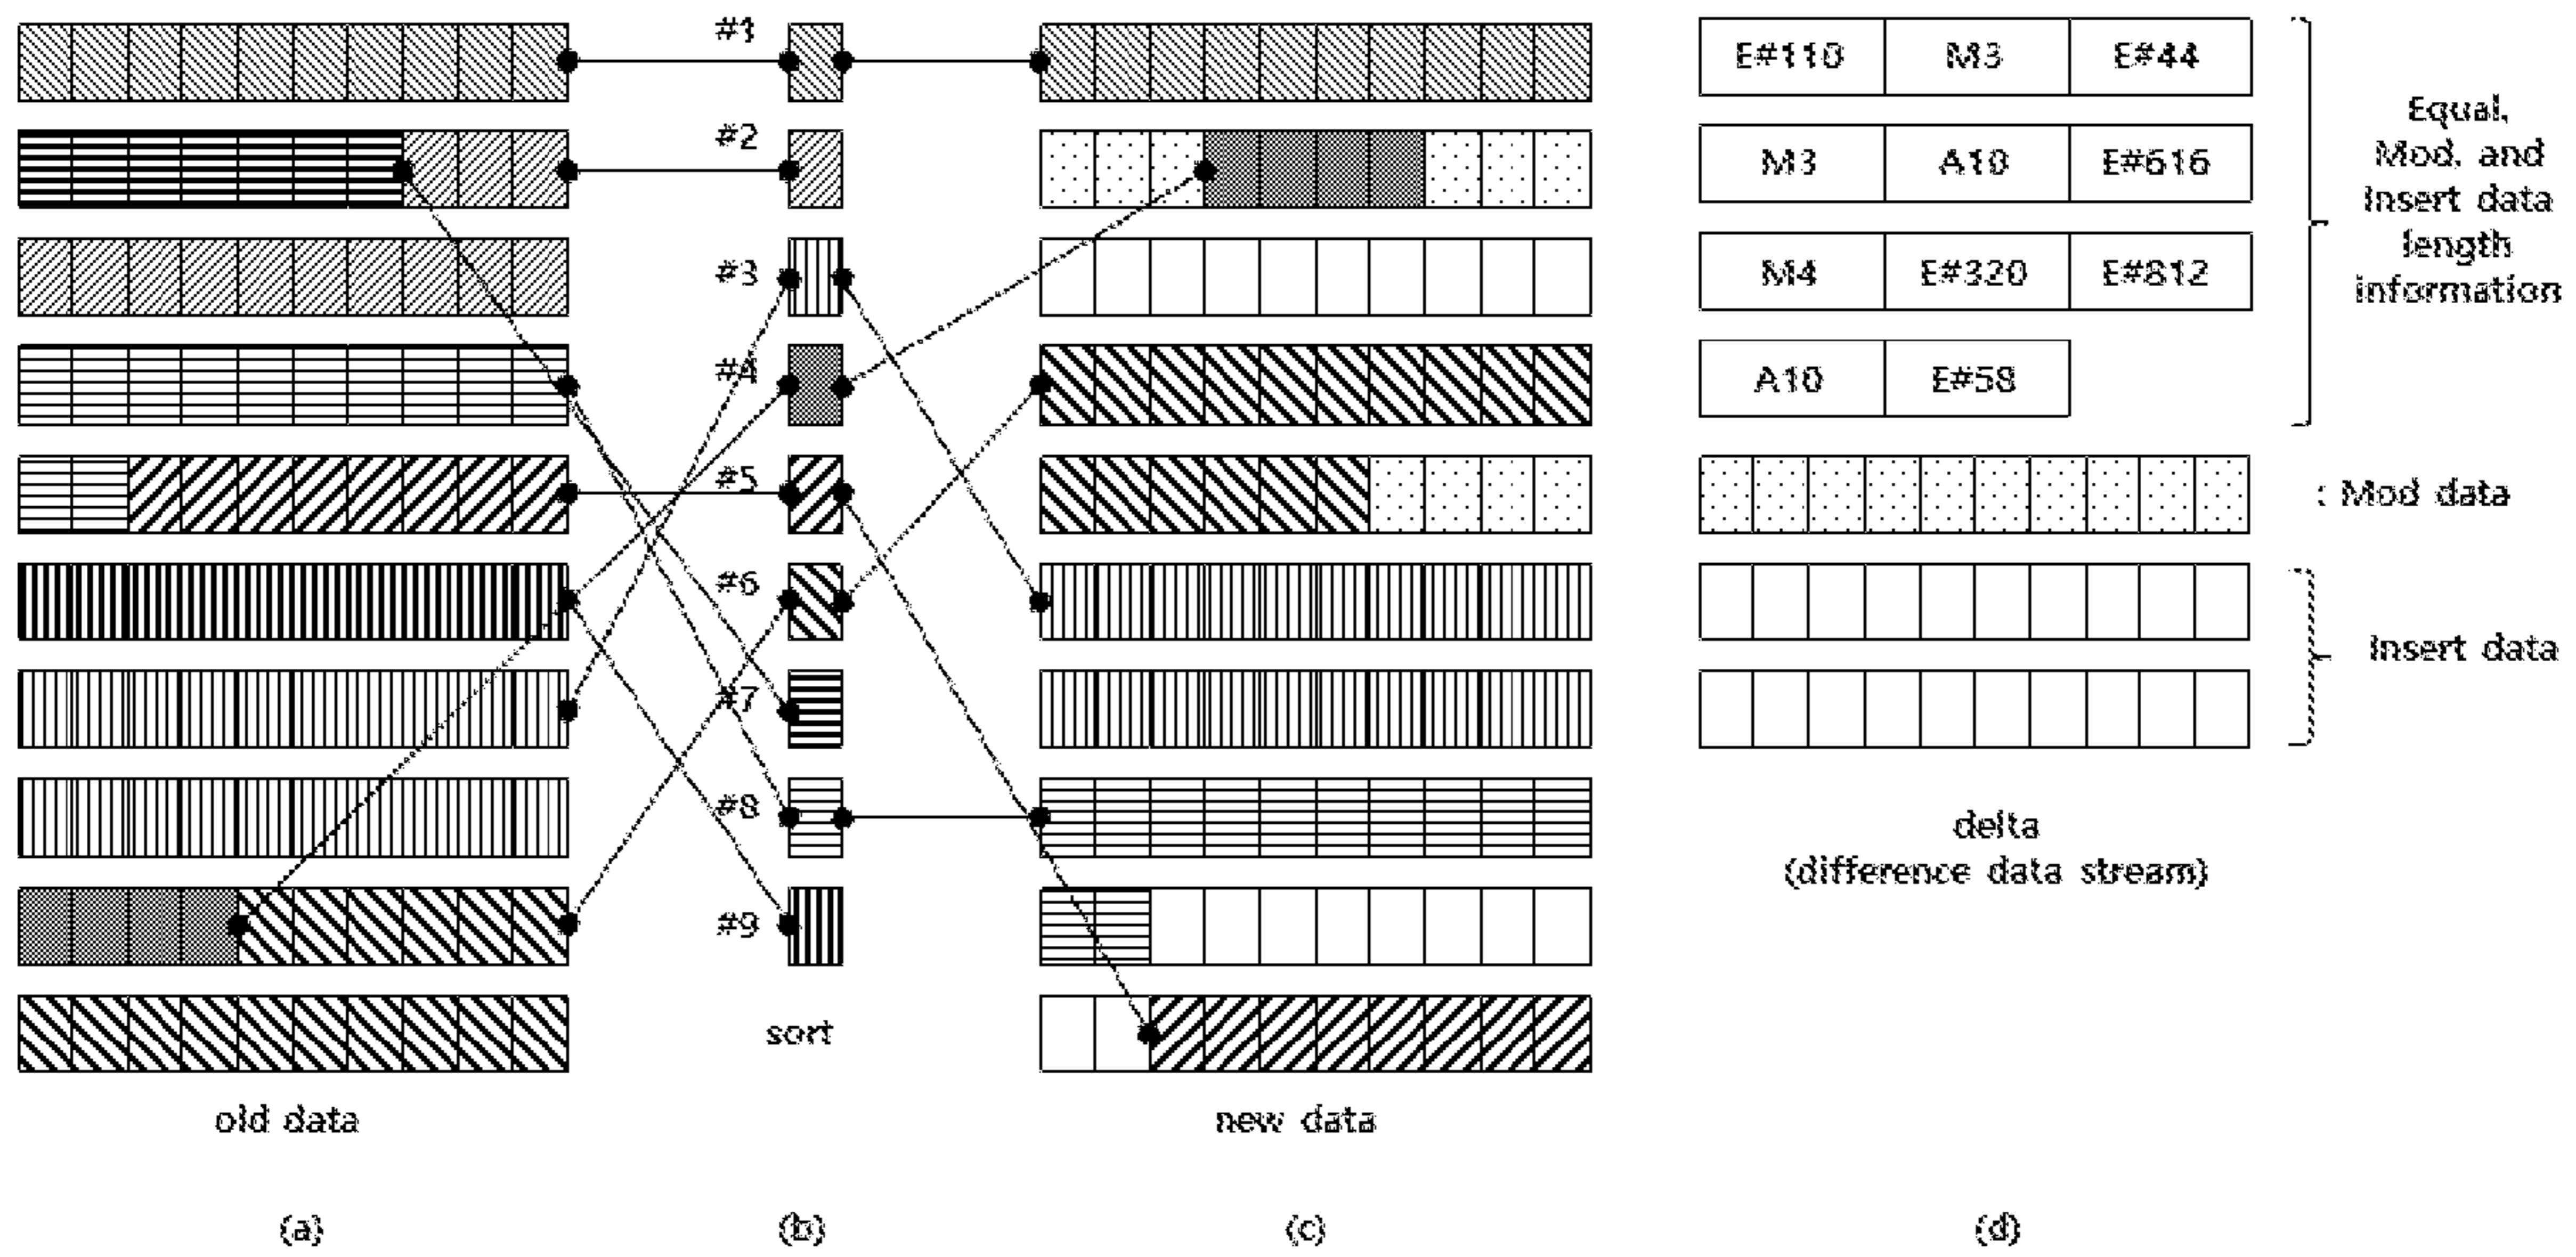 #1
#2
#3
#4
#5
#6
#7
#8
#9
sort
old data
new data
E#110 M3 E#44
M3 A10 E#616
M4 E#320 E#812
A10 E#58
Equal,
Mod, and
Insert data
length
information
: Mod data
Insert data
delta
(difference data stream)
(a)
(b)
(c)
(d)